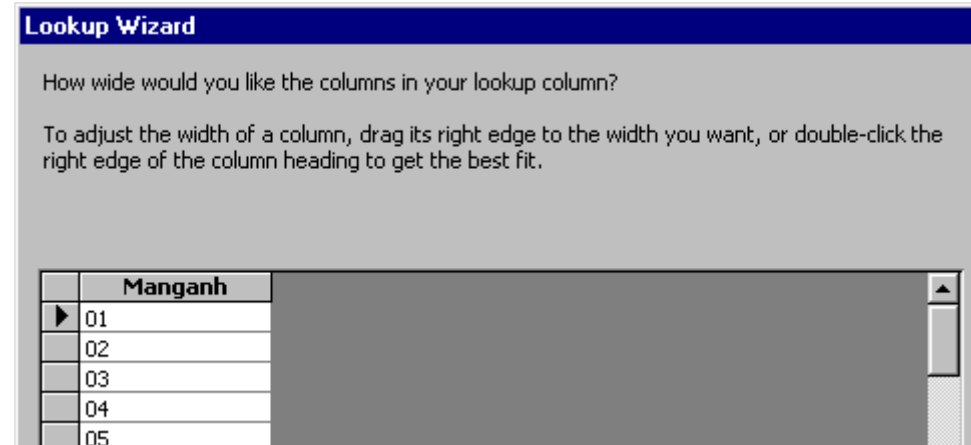 Lookup Wizard
How wide would you like the columns in your lookup column?
To adjust the width of a column, drag its right edge to the width you want, or double-click the
right edge of the column heading to get the best fit.
Manganh
01
02
03
04
05